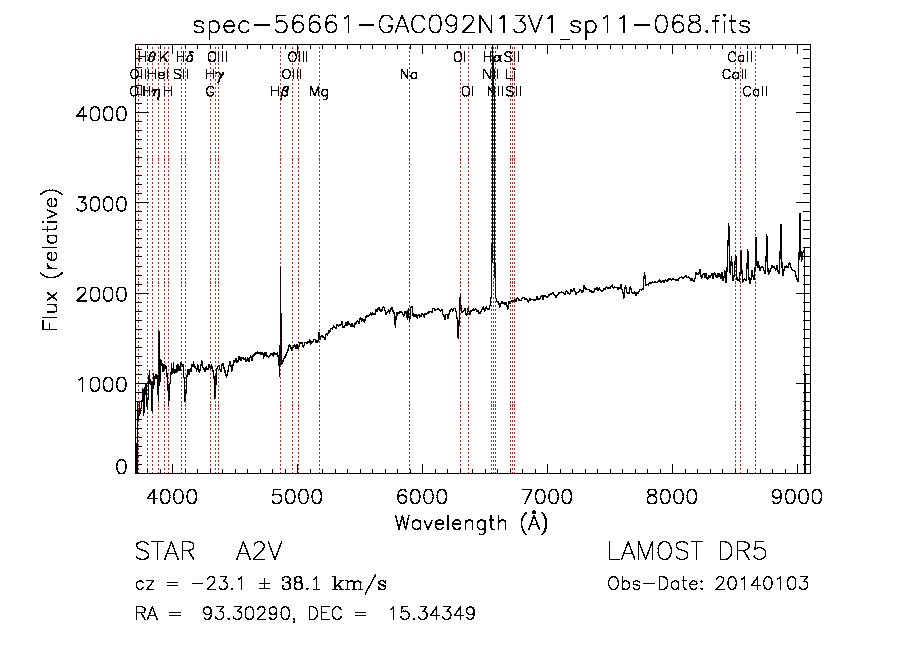 spec-56661-GAC092N13V1_sp11-068.fits
Hθ K Hδ OIII OIII OI Hα SII CaII
OII HeI SII Hγ OIII Na NII Li CaII
Hη H G Hβ Mg OI NII SII CaII
4000
3000
2000
1000
0
Flux (relative)
4000 5000 6000 7000 8000 9000
Wavelength (Å)
STAR A2V LAMOST DR5
cz = -23.1 ± 38.1 km/s Obs-Date: 20140103
RA = 93.30290, DEC = 15.34349